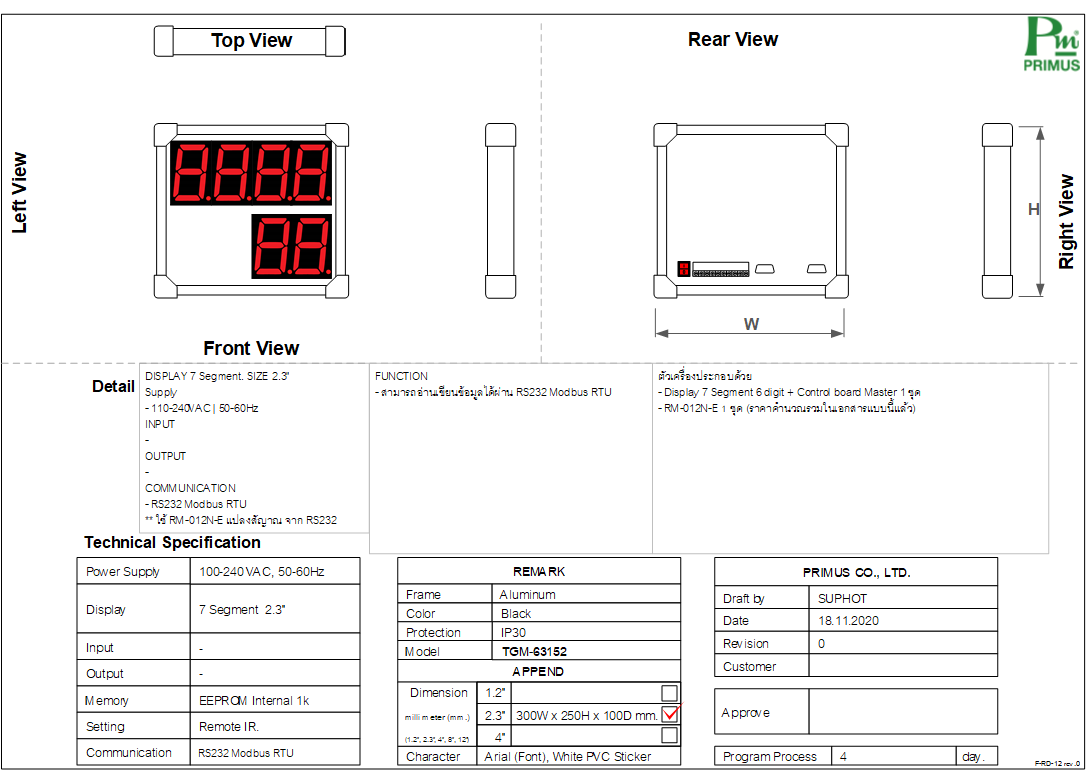 Top View
Rear View
Pm®
PRIMUS
Left View
H
Right View
W
Front View
Detail
DISPLAY 7 Segment. SIZE 2.3"
Supply
- 110-240VAC | 50-60Hz
INPUT
-
OUTPUT
-
COMMUNICATION
- RS232 Modbus RTU
** ใช้ RM-012N-E แปลงสัญาณ จาก RS232
FUNCTION
- สามารถอ่านเขียนข้อมูลได้ผ่าน RS232 Modbus RTU
ตัวเครื่องประกอบด้วย
- Display 7 Segment 6 digit + Control board Master 1 ชุด
- RM-012N-E 1 ชุด (ราคาคำนวณรวมในเอกสารแบบนี้แล้ว)
Technical Specification
Power Supply 100-240VAC, 50-60Hz
Display 7 Segment 2.3"
Input -
Output -
Memory EEPROM Internal 1k
Setting Remote IR.
Communication RS232 Modbus RTU
REMARK
Frame Aluminum
Color Black
Protection IP30
Model TGM-63152
APPEND
Dimension 1.2"
millimeter (mm.) 2.3" 300W x 250H x 100D mm.
(1.2", 2.3", 4", 8", 12") 4"
Character Arial (Font), White PVC Sticker
PRIMUS CO., LTD.
Draft by SUPHOT
Date 18.11.2020
Revision 0
Customer
Approve
Program Process 4 day.
F-RD-12 rev.0